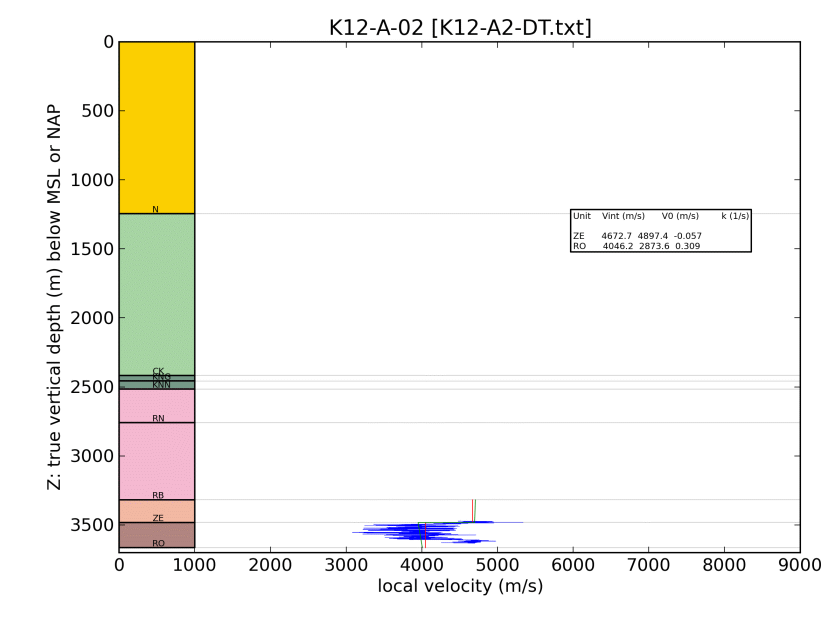 K12-A-02 [K12-A2-DT.txt]
Z: true vertical depth (m) below MSL or NAP
0
500
1000
1500
2000
2500
3000
3500
N
CK
KNG
KNN
RN
RB
ZE
RO
Unit Vint (m/s) V0 (m/s) k (1/s)
ZE 4672.7 4897.4 -0.057
RO 4046.2 2873.6 0.309
0 1000 2000 3000 4000 5000 6000 7000 8000 9000
local velocity (m/s)